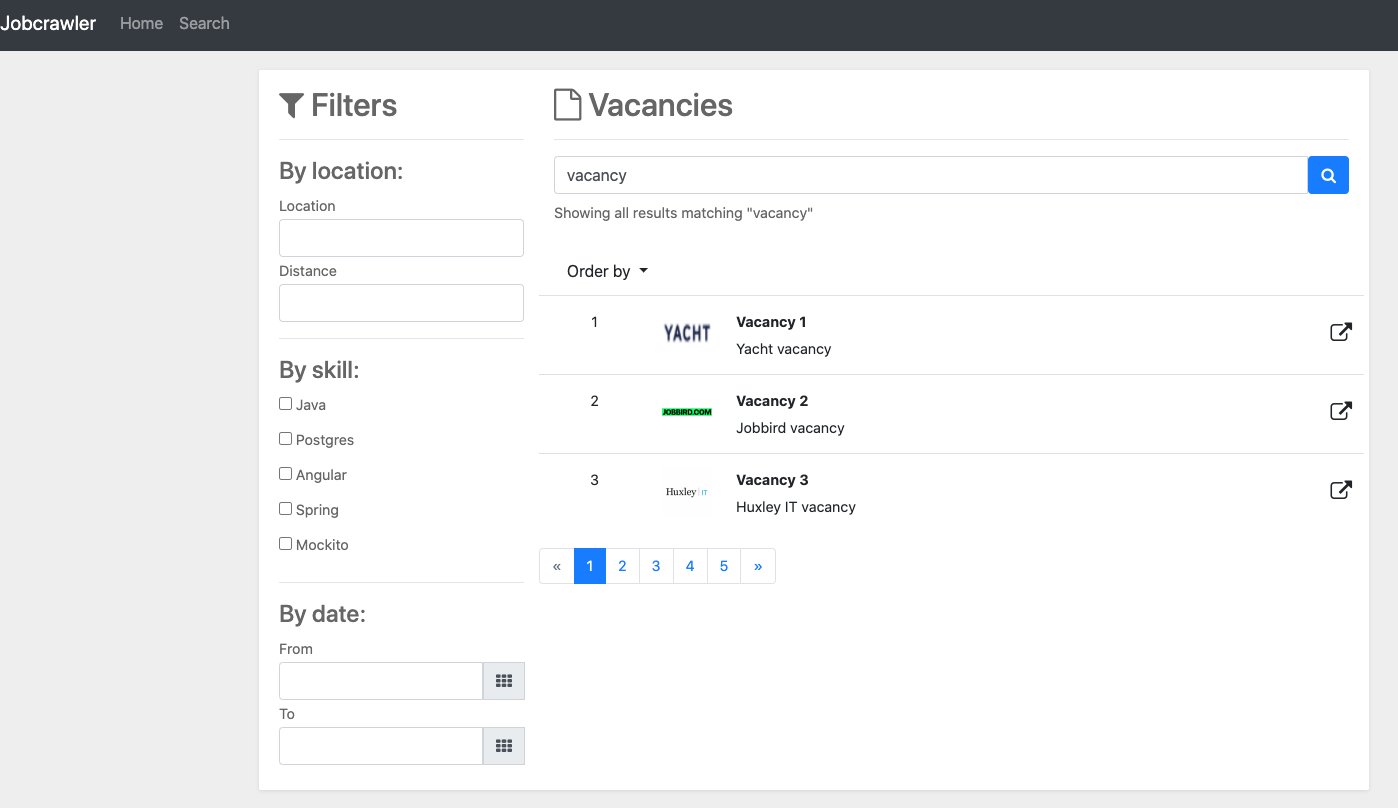 Jobcrawler Home Search
Filters
By location:
Location
Distance
By skill:
Java
Postgres
Angular
Spring
Mockito
By date:
From
To
Vacancies
vacancy
Showing all results matching "vacancy"
Order by
1 YACHT Vacancy 1
Yacht vacancy
2 JOBBIRD.COM Vacancy 2
Jobbird vacancy
3 Huxley IT Vacancy 3
Huxley IT vacancy
« 1 2 3 4 5 »